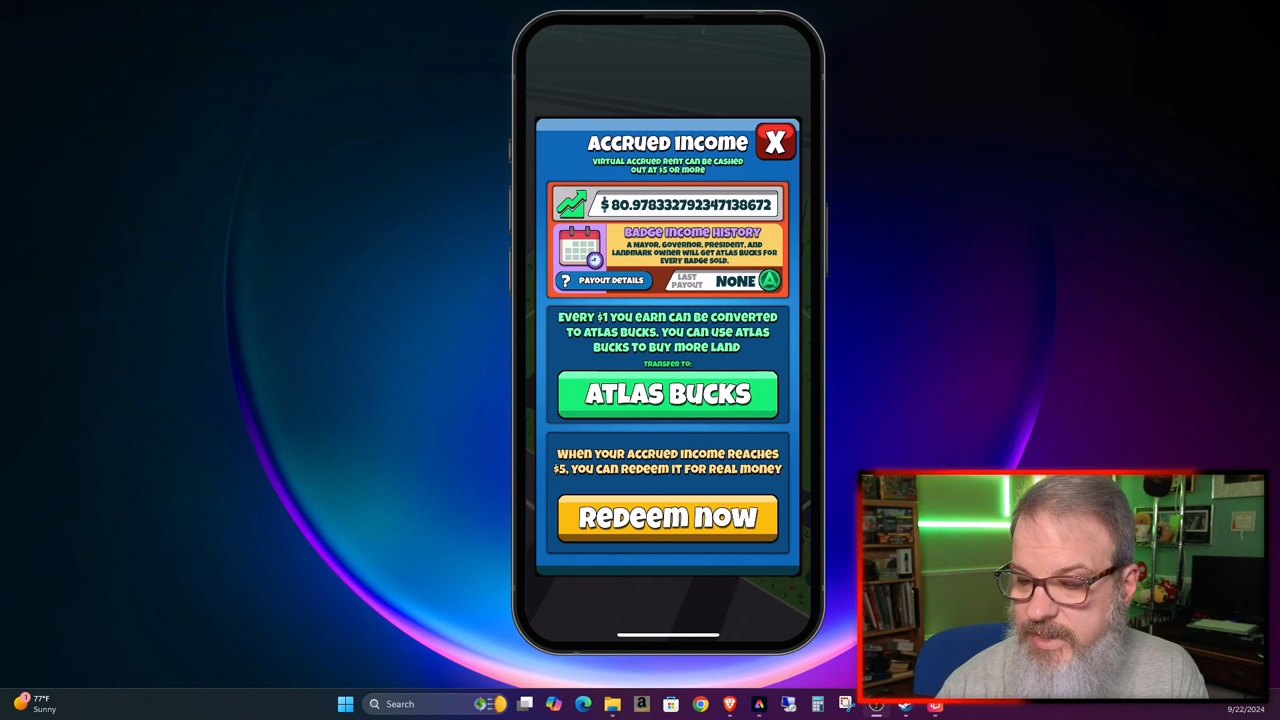 Accrued Income
X
Virtual accrued rent can be cashed
out at $5 or more
$ 80.978332792347138672
Badge Income History
A Mayor, Governor, President, and
Landmark Owner will get Atlas Bucks for
every badge sold.
? Payout Details
Last
Payout
None
Every $1 you earn can be converted
to Atlas Bucks. You can use Atlas
Bucks to buy more land
Transfer to:
Atlas Bucks
When your accrued income reaches
$5, you can redeem it for real money
Redeem Now
1
77°F
Sunny
Search
a
9/22/2024